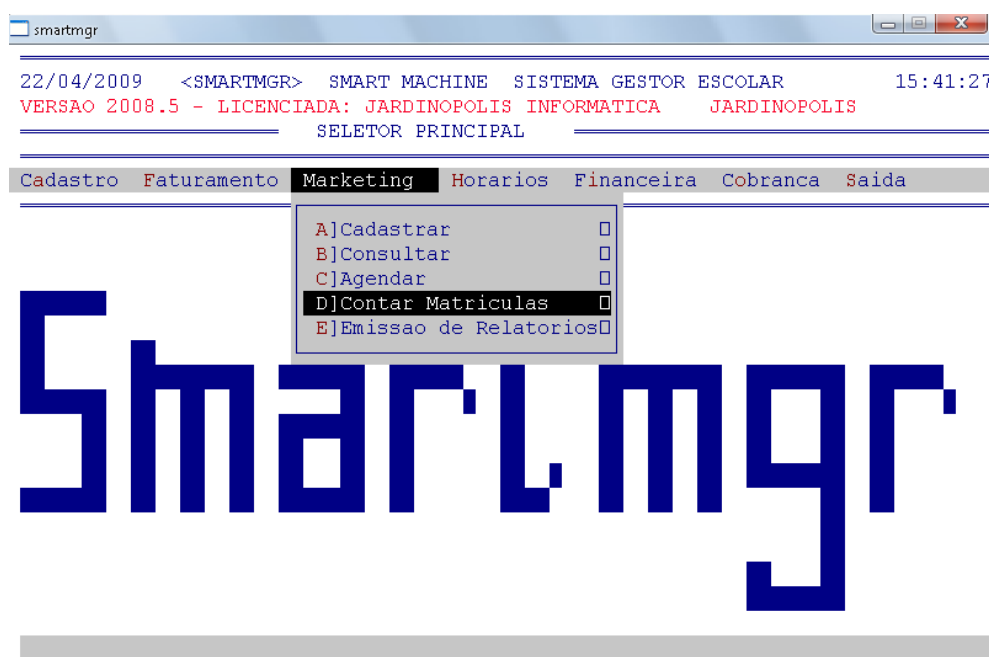 smartmgr
22/04/2009 <SMARTMGR> SMART MACHINE SISTEMA GESTOR ESCOLAR 15:41:27
VERSAO 2008.5 - LICENCIADA: JARDINOPOLIS INFORMATICA JARDINOPOLIS
SELETOR PRINCIPAL
Cadastro Faturamento Marketing Horarios Financeira Cobranca Saida
A]Cadastrar
B]Consultar
C]Agendar
D]Contar Matriculas
E]Emissao de Relatorios
Smartmgr